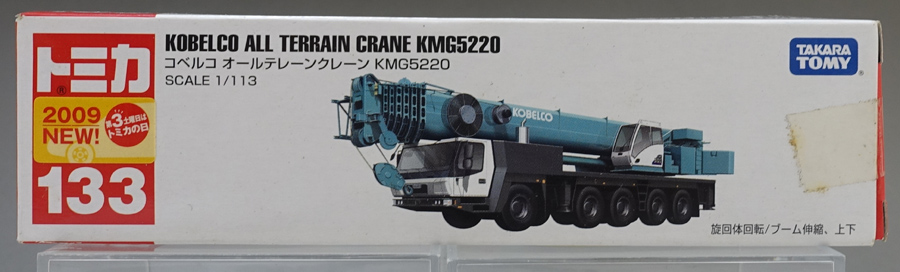 トミカ
®
2009
NEW!
第3土曜日は
トミカの日
133
KOBELCO ALL TERRAIN CRANE KMG5220
コベルコ オールテレーンクレーン KMG5220
SCALE 1/113
KOBELCO
TAKARA
TOMY®
旋回体回転/ブーム伸縮、上下